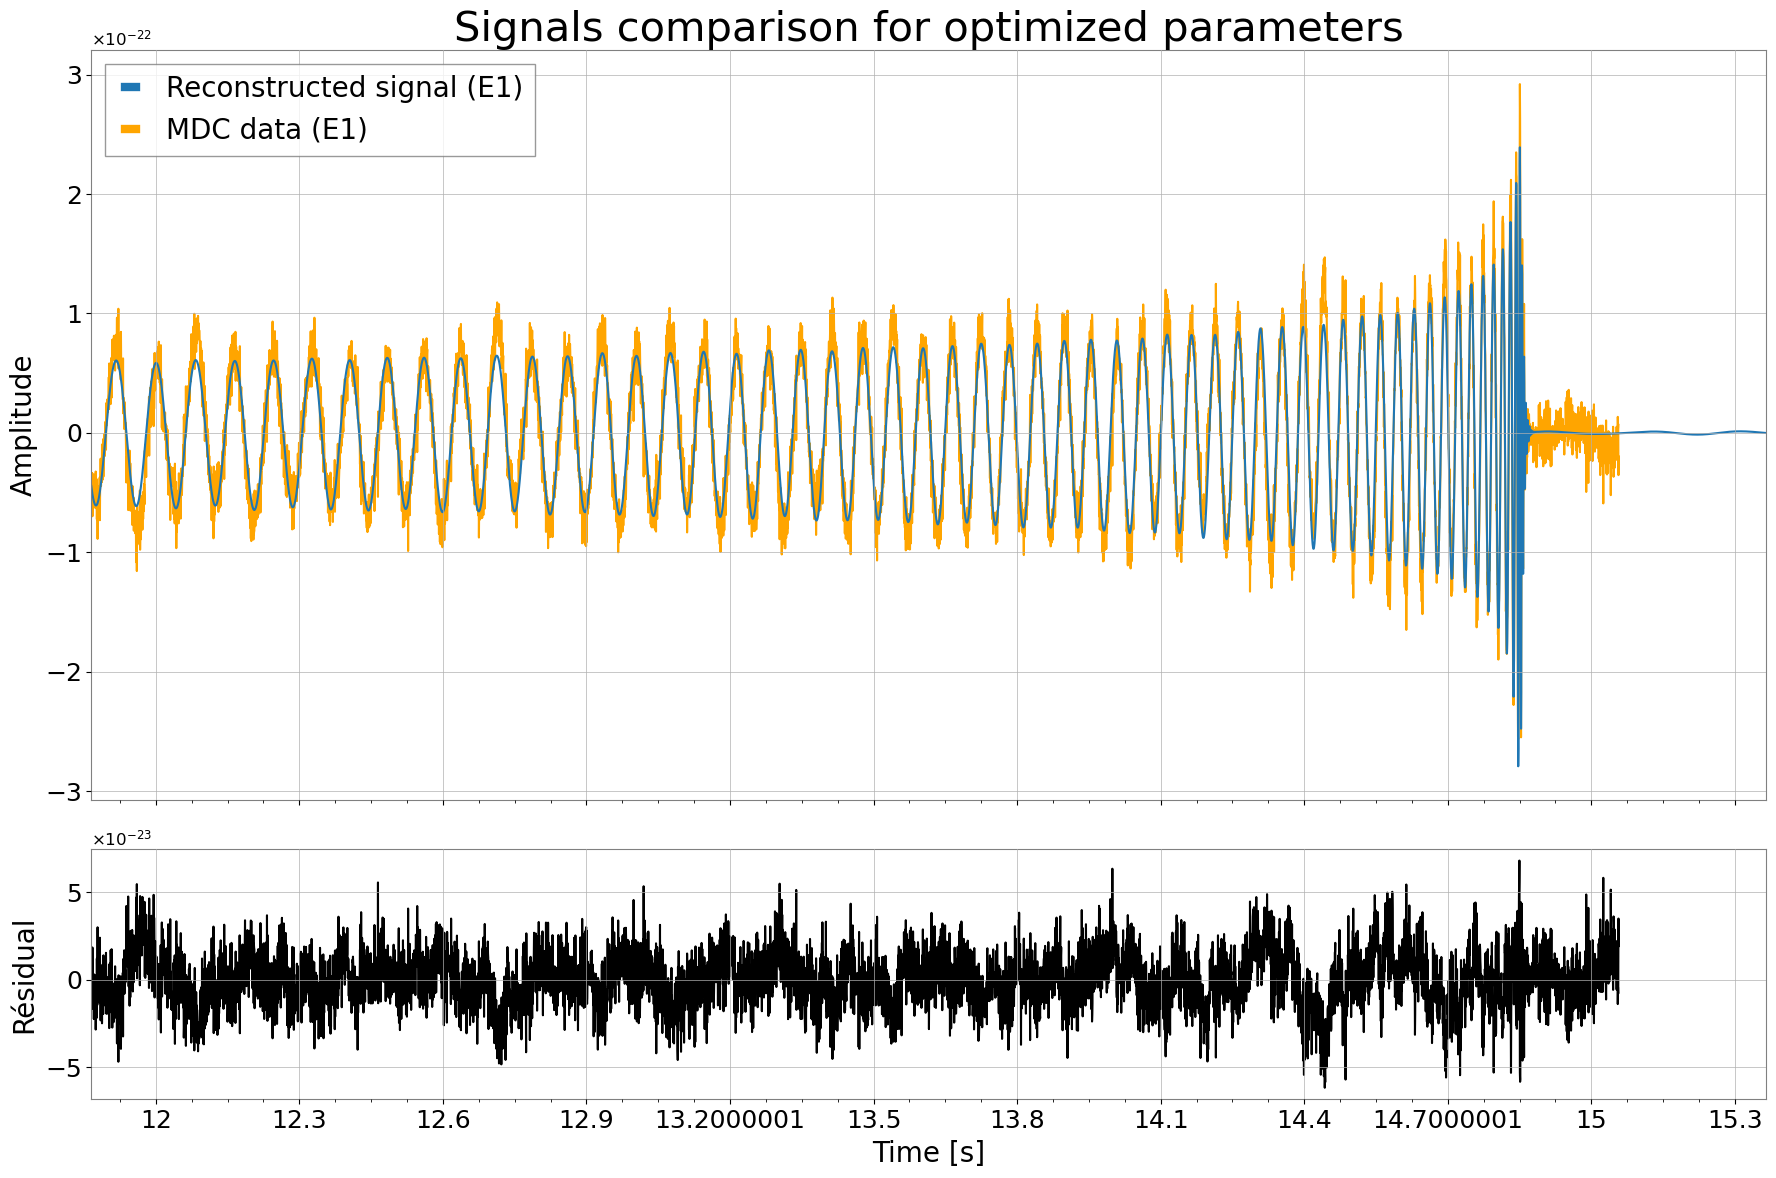 Signals comparison for optimized parameters
×10⁻²²
Reconstructed signal (E1)
MDC data (E1)
3
2
1
0
−1
−2
−3
Amplitude
×10⁻²³
5
0
−5
Résidual
12 12.3 12.6 12.9 13.2000001 13.5 13.8 14.1 14.4 14.7000001 15 15.3
Time [s]